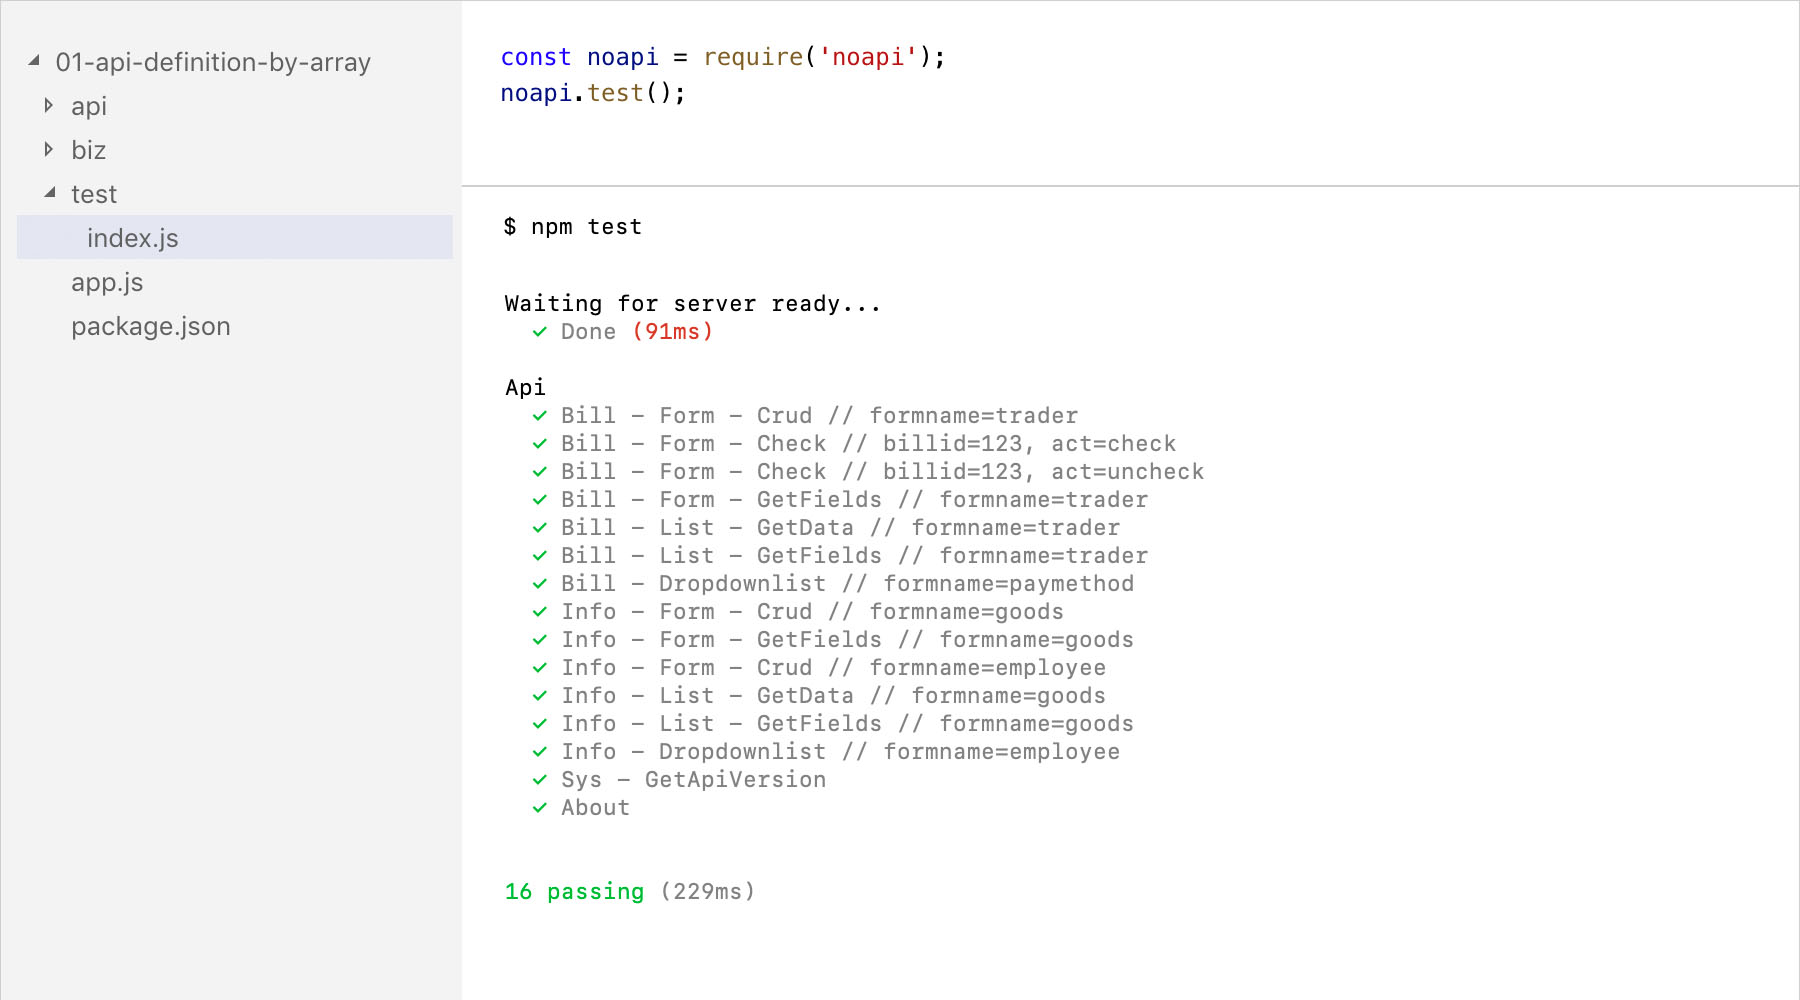 01-api-definition-by-array
api
biz
test
index.js
app.js
package.json
const noapi = require('noapi');
noapi.test();
$ npm test
Waiting for server ready...
✓ Done (91ms)
Api
✓ Bill – Form – Crud // formname=trader
✓ Bill – Form – Check // billid=123, act=check
✓ Bill – Form – Check // billid=123, act=uncheck
✓ Bill – Form – GetFields // formname=trader
✓ Bill – List – GetData // formname=trader
✓ Bill – List – GetFields // formname=trader
✓ Bill – Dropdownlist // formname=paymethod
✓ Info – Form – Crud // formname=goods
✓ Info – Form – GetFields // formname=goods
✓ Info – Form – Crud // formname=employee
✓ Info – List – GetData // formname=goods
✓ Info – List – GetFields // formname=goods
✓ Info – Dropdownlist // formname=employee
✓ Sys – GetApiVersion
✓ About
16 passing (229ms)